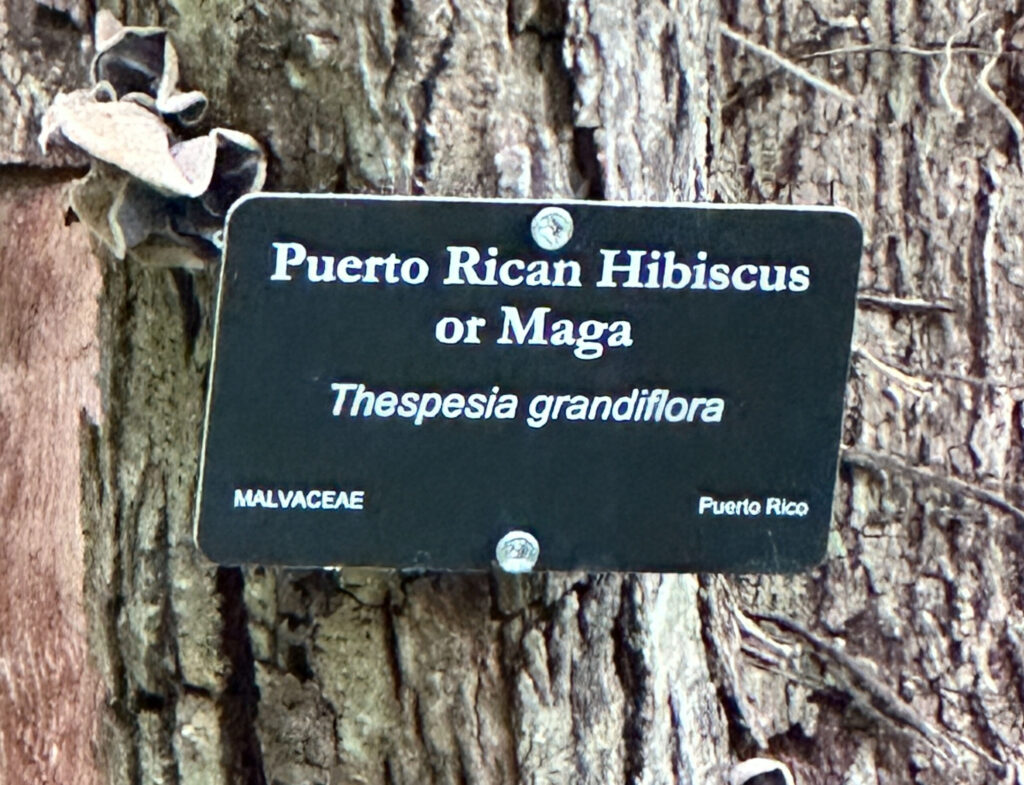 Puerto Rican Hibiscus
or Maga
Thespesia grandiflora
MALVACEAE
Puerto Rico